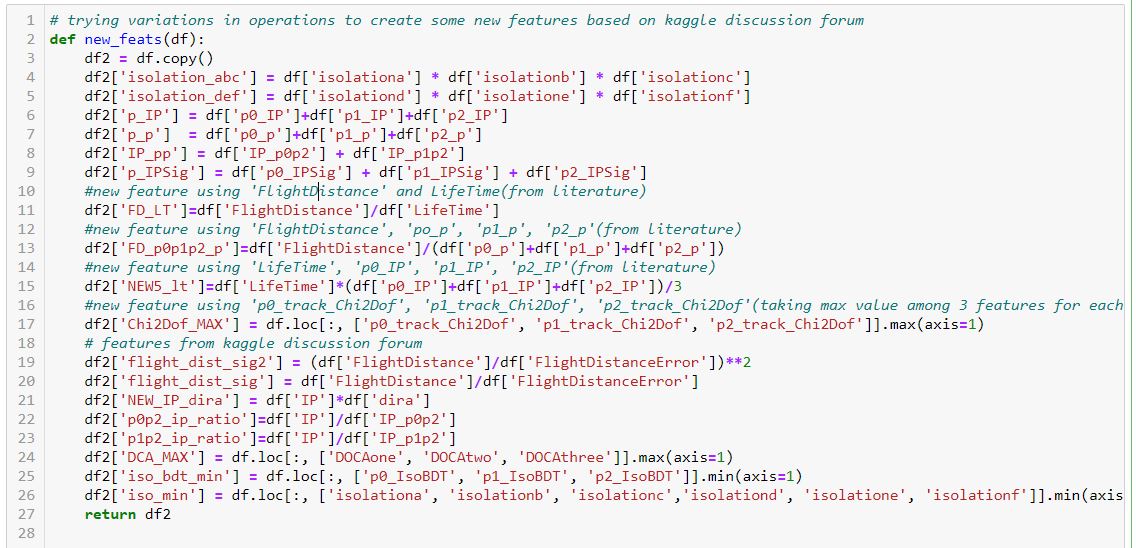 1 # trying variations in operations to create some new features based on kaggle discussion forum
2 def new_feats(df):
3     df2 = df.copy()
4     df2['isolation_abc'] = df['isolationa'] * df['isolationb'] * df['isolationc']
5     df2['isolation_def'] = df['isolationd'] * df['isolatione'] * df['isolationf']
6     df2['p_IP'] = df['p0_IP']+df['p1_IP']+df['p2_IP']
7     df2['p_p']  = df['p0_p']+df['p1_p']+df['p2_p']
8     df2['IP_pp'] = df['IP_p0p2'] + df['IP_p1p2']
9     df2['p_IPSig'] = df['p0_IPSig'] + df['p1_IPSig'] + df['p2_IPSig']
10     #new feature using 'FlightDistance' and LifeTime(from literature)
11     df2['FD_LT']=df['FlightDistance']/df['LifeTime']
12     #new feature using 'FlightDistance', 'po_p', 'p1_p', 'p2_p'(from literature)
13     df2['FD_p0p1p2_p']=df['FlightDistance']/(df['p0_p']+df['p1_p']+df['p2_p'])
14     #new feature using 'LifeTime', 'p0_IP', 'p1_IP', 'p2_IP'(from literature)
15     df2['NEW5_lt']=df['LifeTime']*(df['p0_IP']+df['p1_IP']+df['p2_IP'])/3
16     #new feature using 'p0_track_Chi2Dof', 'p1_track_Chi2Dof', 'p2_track_Chi2Dof'(taking max value among 3 features for each
17     df2['Chi2Dof_MAX'] = df.loc[:, ['p0_track_Chi2Dof', 'p1_track_Chi2Dof', 'p2_track_Chi2Dof']].max(axis=1)
18     # features from kaggle discussion forum
19     df2['flight_dist_sig2'] = (df['FlightDistance']/df['FlightDistanceError'])**2
20     df2['flight_dist_sig'] = df['FlightDistance']/df['FlightDistanceError']
21     df2['NEW_IP_dira'] = df['IP']*df['dira']
22     df2['p0p2_ip_ratio']=df['IP']/df['IP_p0p2']
23     df2['p1p2_ip_ratio']=df['IP']/df['IP_p1p2']
24     df2['DCA_MAX'] = df.loc[:, ['DOCAone', 'DOCAtwo', 'DOCAthree']].max(axis=1)
25     df2['iso_bdt_min'] = df.loc[:, ['p0_IsoBDT', 'p1_IsoBDT', 'p2_IsoBDT']].min(axis=1)
26     df2['iso_min'] = df.loc[:, ['isolationa', 'isolationb', 'isolationc','isolationd', 'isolatione', 'isolationf']].min(axis
27     return df2
28